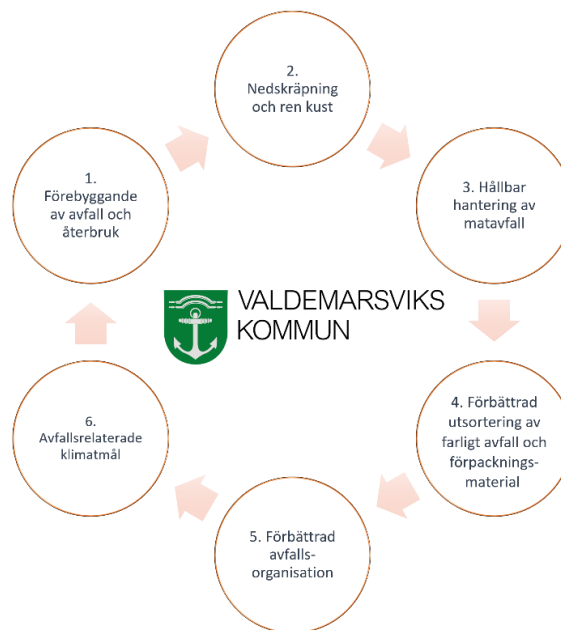 1.
Förebyggande
av avfall och
återbruk
2.
Nedskräpning
och ren kust
3. Hållbar
hantering av
matavfall
4. Förbättrad
utsortering av
farligt avfall och
förpacknings-
material
5. Förbättrad
avfalls-
organisation
6.
Avfallsrelaterade
klimatmål
VALDEMARSVIKS
KOMMUN